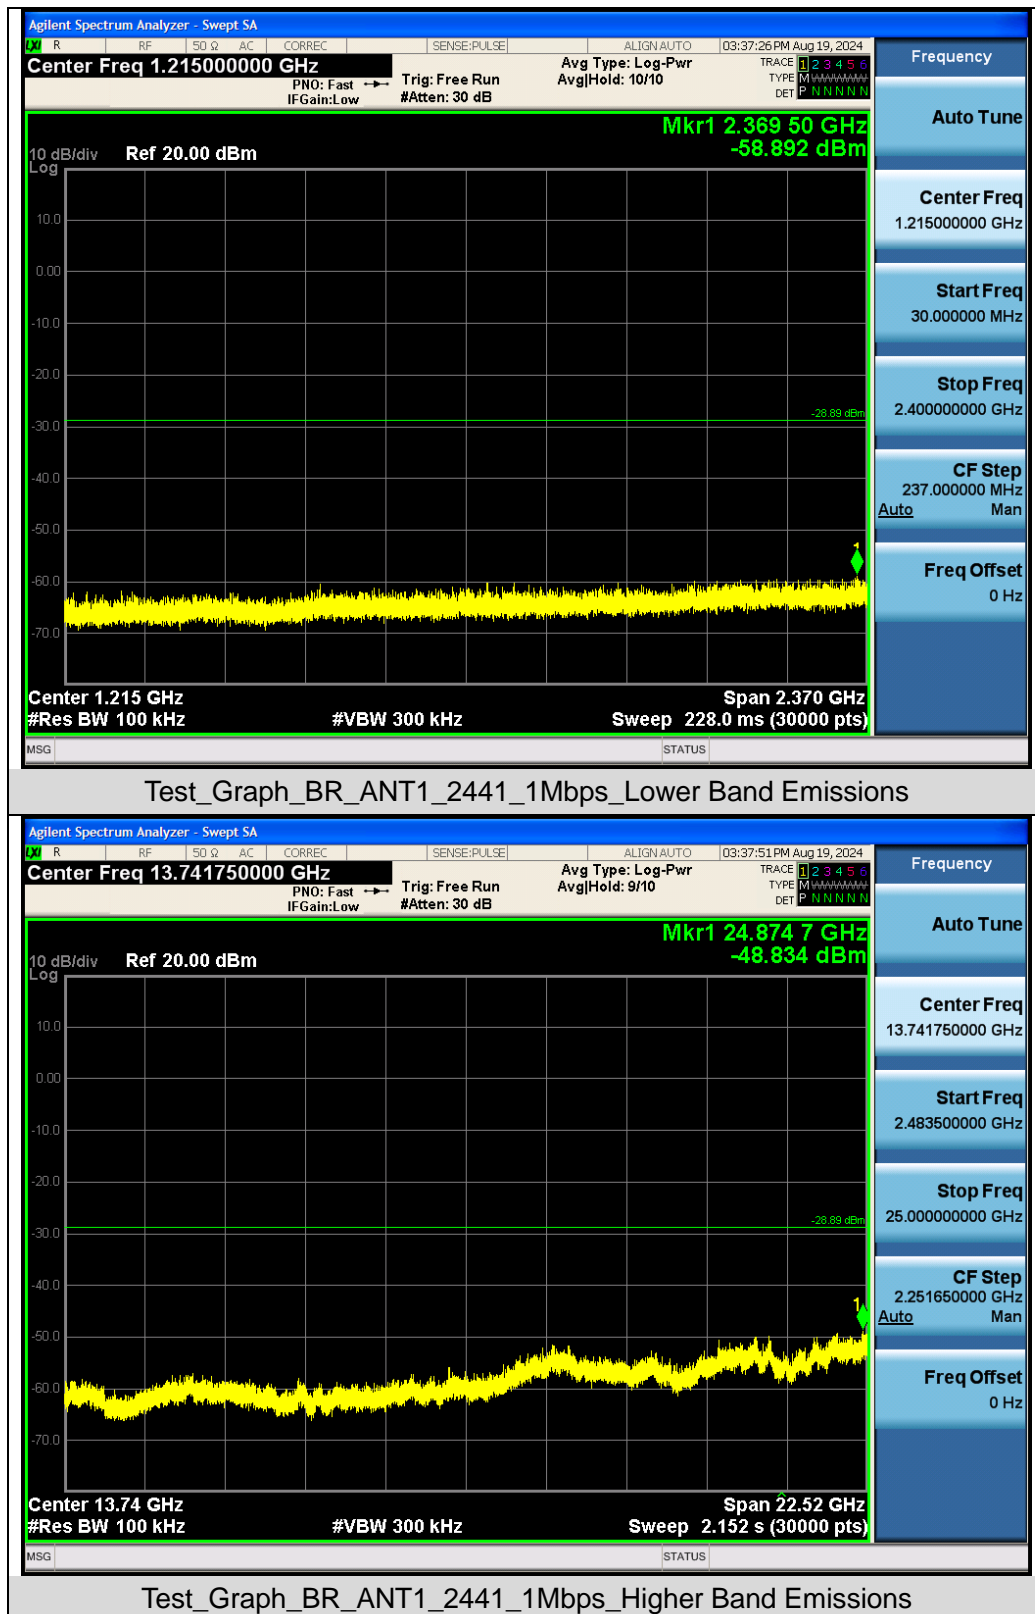 Agilent Spectrum Analyzer - Swept SA
LXI R RF 50 Ω AC CORREC SENSE:PULSE ALIGN AUTO 03:37:26 PM Aug 19, 2024
Center Freq 1.215000000 GHz
PNO: Fast
IFGain:Low
Trig: Free Run
#Atten: 30 dB
Avg Type: Log-Pwr
Avg|Hold: 10/10
TRACE 1 2 3 4 5 6
TYPE M
DET P N N N N N
Mkr1 2.369 50 GHz
-58.892 dBm
10 dB/div Ref 20.00 dBm
Log
10.0
0.00
-10.0
-20.0
-28.89 dBm
-30.0
-40.0
-50.0
1
-60.0
-70.0
Center 1.215 GHz Span 2.370 GHz
#Res BW 100 kHz #VBW 300 kHz Sweep 228.0 ms (30000 pts)
MSG STATUS
Frequency
Auto Tune
Center Freq
1.215000000 GHz
Start Freq
30.000000 MHz
Stop Freq
2.400000000 GHz
CF Step
237.000000 MHz
Auto Man
Freq Offset
0 Hz
Test_Graph_BR_ANT1_2441_1Mbps_Lower Band Emissions
Agilent Spectrum Analyzer - Swept SA
LXI R RF 50 Ω AC CORREC SENSE:PULSE ALIGN AUTO 03:37:51 PM Aug 19, 2024
Center Freq 13.741750000 GHz
PNO: Fast
IFGain:Low
Trig: Free Run
#Atten: 30 dB
Avg Type: Log-Pwr
Avg|Hold: 9/10
TRACE 1 2 3 4 5 6
TYPE M
DET P N N N N N
Mkr1 24.874 7 GHz
-48.834 dBm
10 dB/div Ref 20.00 dBm
Log
10.0
0.00
-10.0
-20.0
-28.89 dBm
-30.0
-40.0
1
-50.0
-60.0
-70.0
Center 13.74 GHz Span 22.52 GHz
#Res BW 100 kHz #VBW 300 kHz Sweep 2.152 s (30000 pts)
MSG STATUS
Frequency
Auto Tune
Center Freq
13.741750000 GHz
Start Freq
2.483500000 GHz
Stop Freq
25.000000000 GHz
CF Step
2.251650000 GHz
Auto Man
Freq Offset
0 Hz
Test_Graph_BR_ANT1_2441_1Mbps_Higher Band Emissions